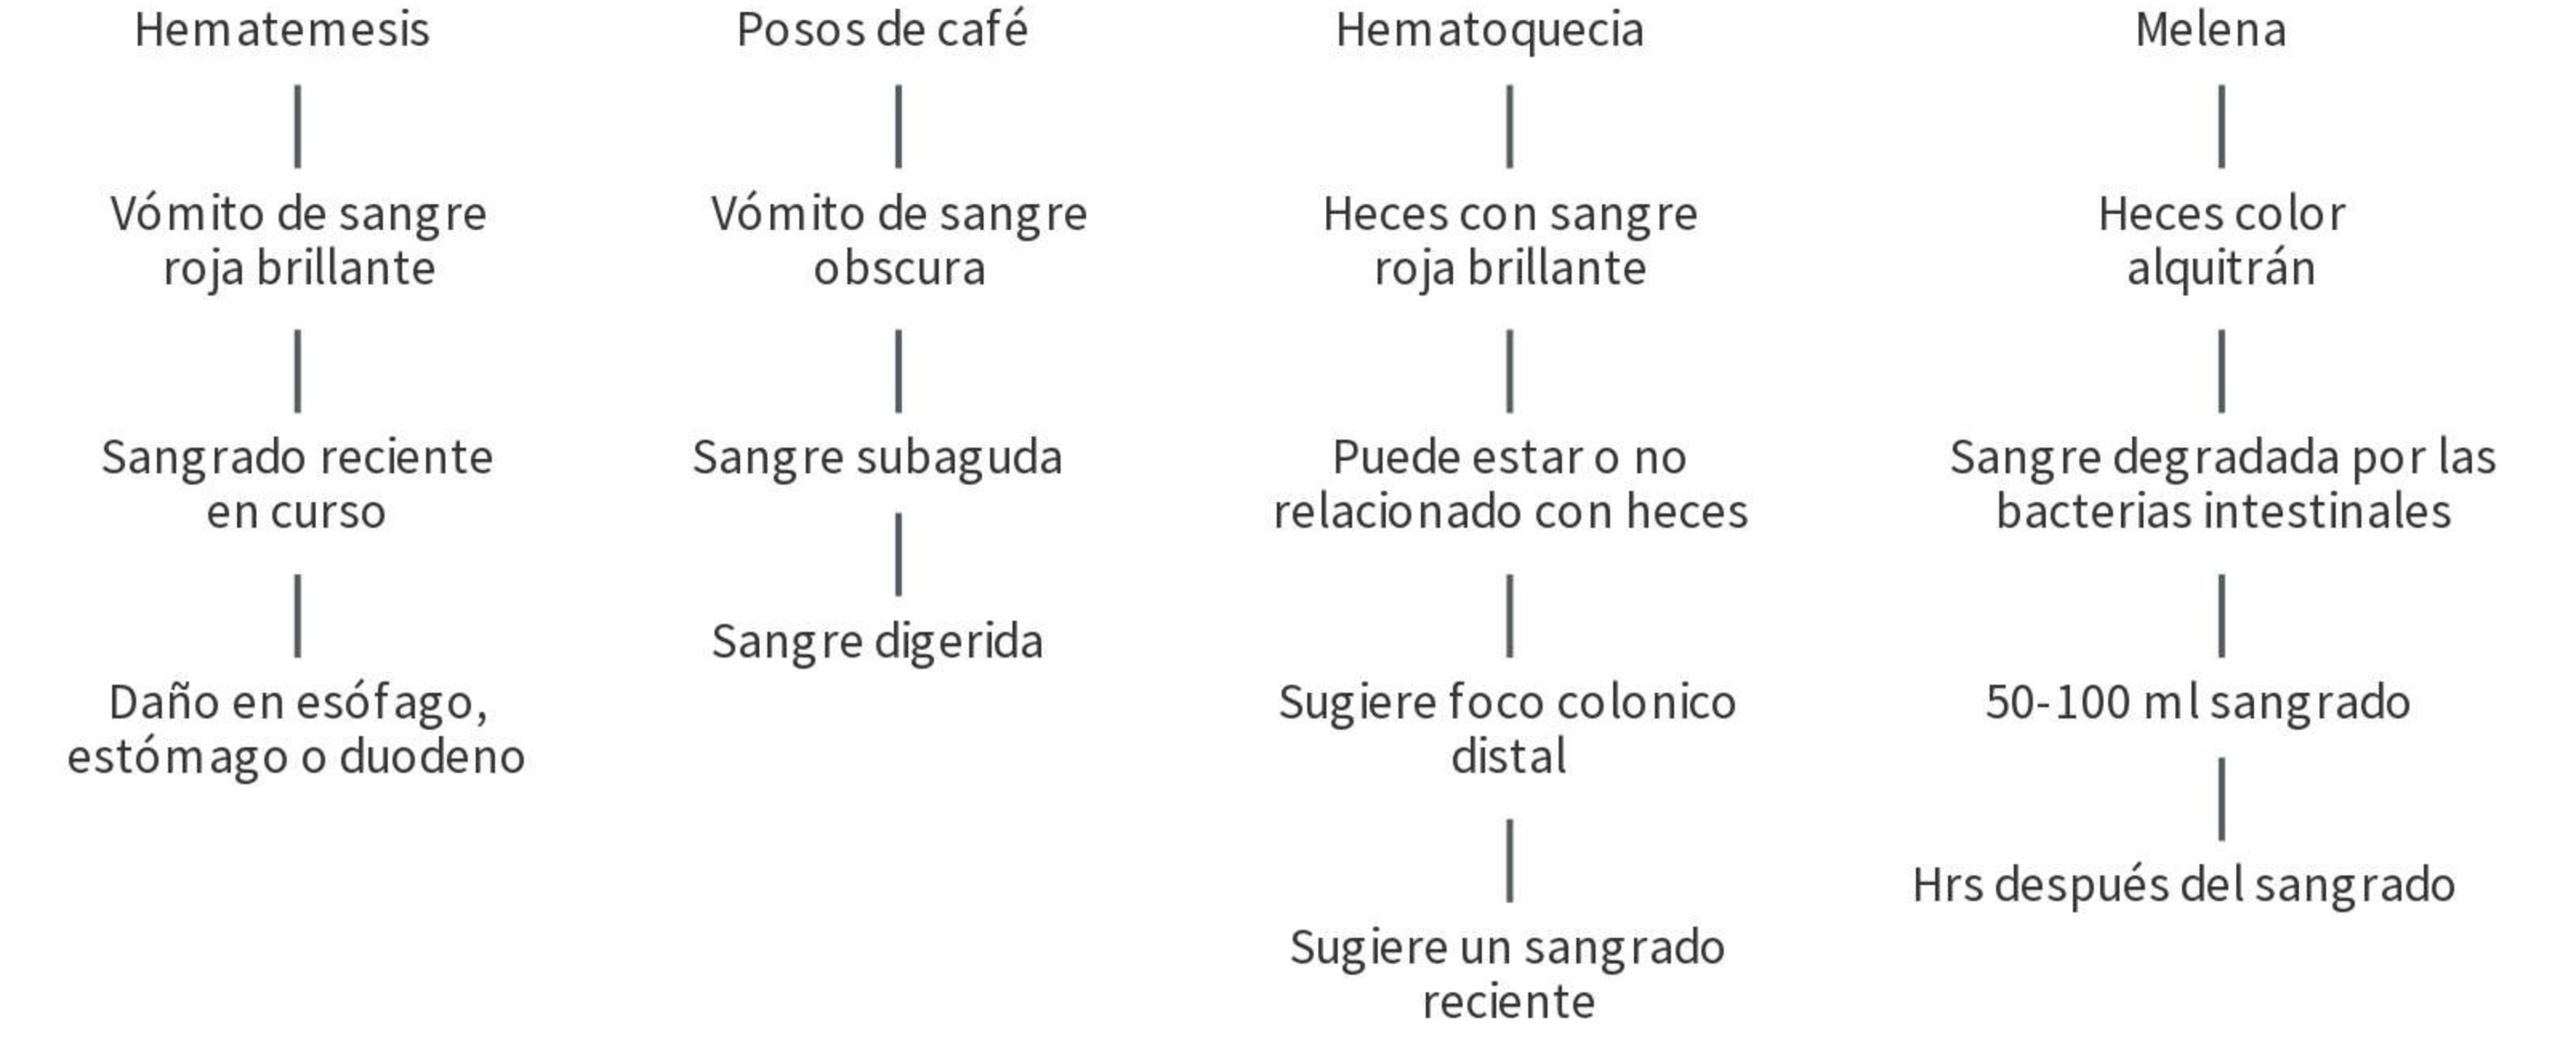 Hematemesis
Vómito de sangre
roja brillante
Sangrado reciente
en curso
Daño en esófago,
estómago o duodeno
Posos de café
Vómito de sangre
obscura
Sangre subaguda
Sangre digerida
Hematoquecia
Heces con sangre
roja brillante
Puede estar o no
relacionado con heces
Sugiere foco colonico
distal
Sugiere un sangrado
reciente
Melena
Heces color
alquitrán
Sangre degradada por las
bacterias intestinales
50-100 ml sangrado
Hrs después del sangrado